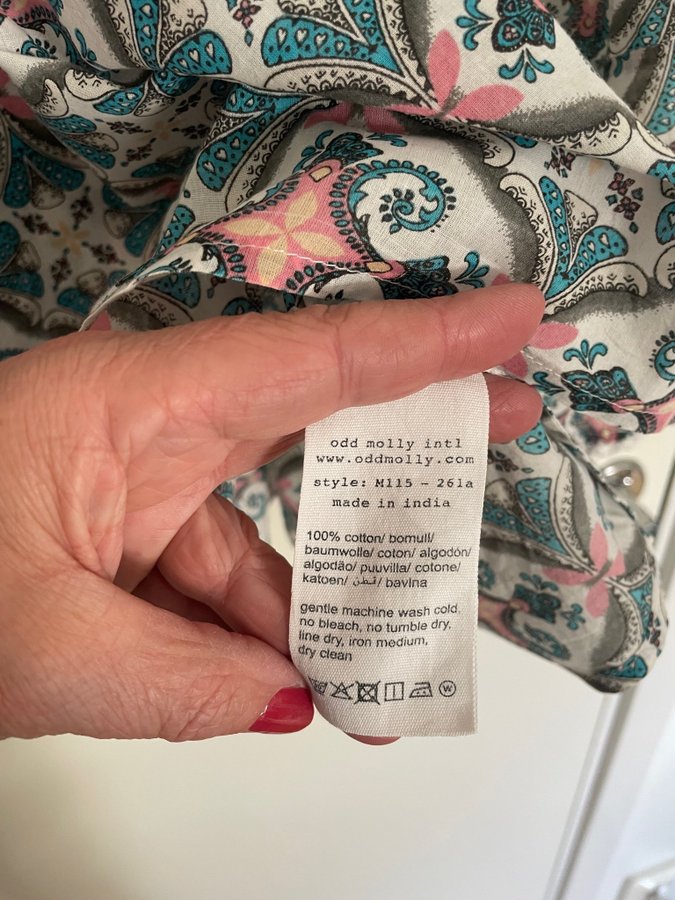 odd molly intl
www.oddmolly.com
style: M115 - 261a
made in india
100% cotton/ bomull/
baumwolle/ coton/ algodón/
algodão/ puuvilla/ cotone/
katoen/ قطن/ bavlna
gentle machine wash cold,
no bleach, no tumble dry,
line dry, iron medium,
dry clean
W